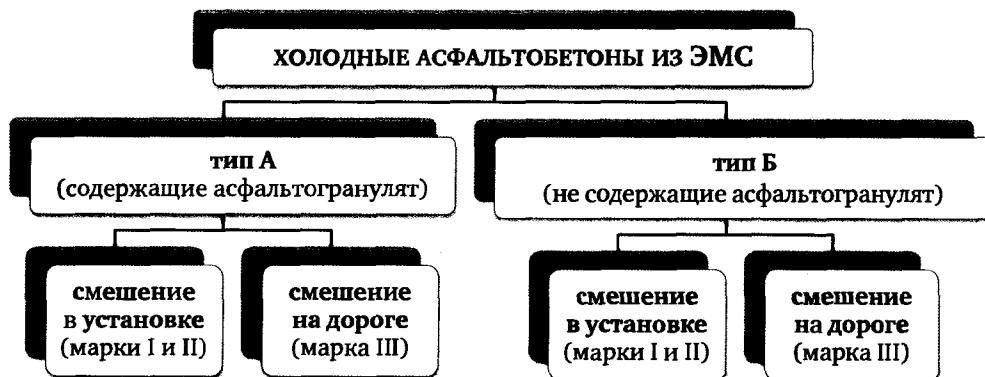 ХОЛОДНЫЕ АСФАЛЬТОБЕТОНЫ ИЗ ЭМС
тип А
(содержащие асфальтогранулят)
тип Б
(не содержащие асфальтогранулят)
смешение
в установке
(марки I и II)
смешение
на дороге
(марка III)
смешение
в установке
(марки I и II)
смешение
на дороге
(марка III)